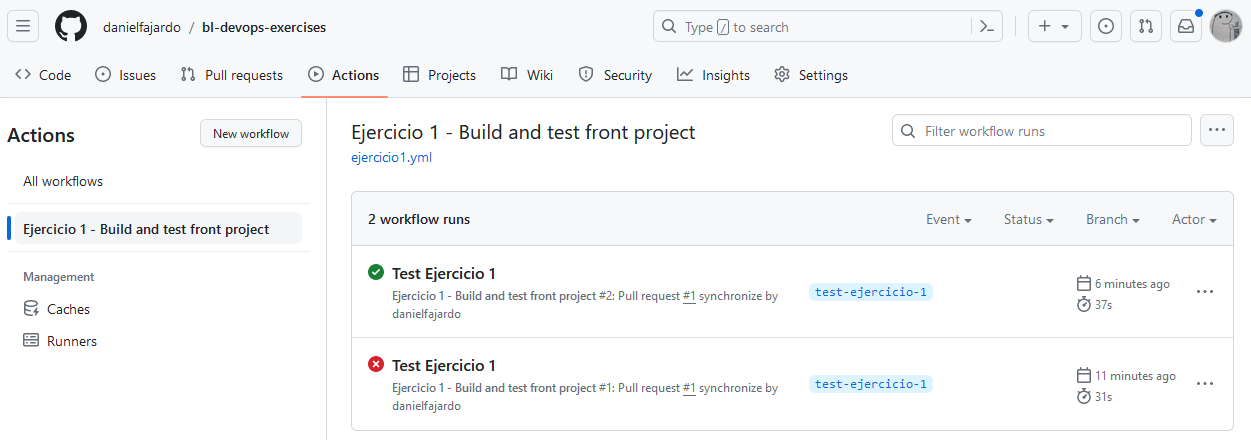 danielfajardo / bl-devops-exercises
Type / to search
Code Issues Pull requests Actions Projects Wiki Security Insights Settings
Actions
New workflow
All workflows
Ejercicio 1 - Build and test front project
Management
Caches
Runners
Ejercicio 1 - Build and test front project
ejercicio1.yml
Filter workflow runs
2 workflow runs
Event Status Branch Actor
Test Ejercicio 1
Ejercicio 1 - Build and test front project #2: Pull request #1 synchronize by
danielfajardo
test-ejercicio-1
6 minutes ago
37s
Test Ejercicio 1
Ejercicio 1 - Build and test front project #1: Pull request #1 synchronize by
danielfajardo
test-ejercicio-1
11 minutes ago
31s